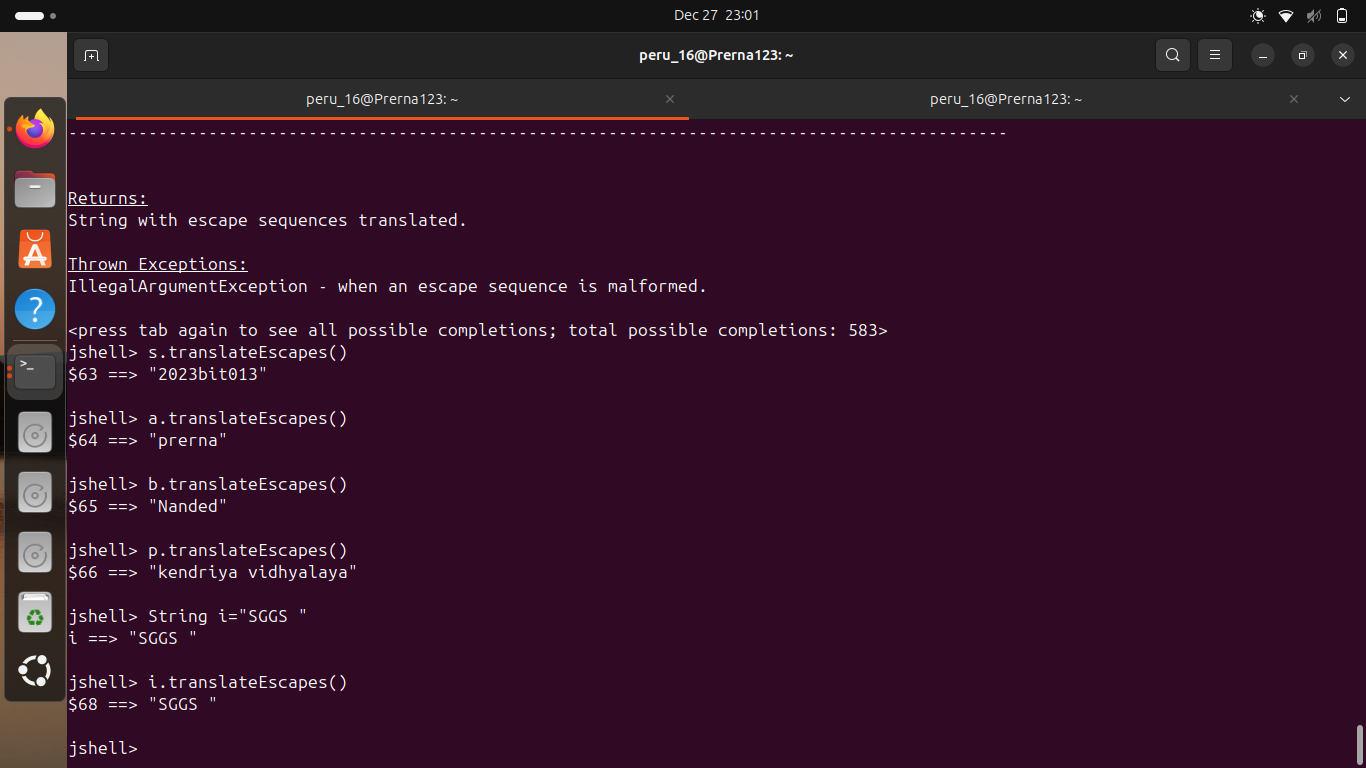 Dec 27 23:01
peru_16@Prerna123: ~
peru_16@Prerna123: ~
peru_16@Prerna123: ~
----------------------------------------------------------------------------------------------
Returns:
String with escape sequences translated.
Thrown Exceptions:
IllegalArgumentException - when an escape sequence is malformed.
<press tab again to see all possible completions; total possible completions: 583>
jshell> s.translateEscapes()
$63 ==> "2023bit013"
jshell> a.translateEscapes()
$64 ==> "prerna"
jshell> b.translateEscapes()
$65 ==> "Nanded"
jshell> p.translateEscapes()
$66 ==> "kendriya vidhyalaya"
jshell> String i="SGGS "
i ==> "SGGS "
jshell> i.translateEscapes()
$68 ==> "SGGS "
jshell>